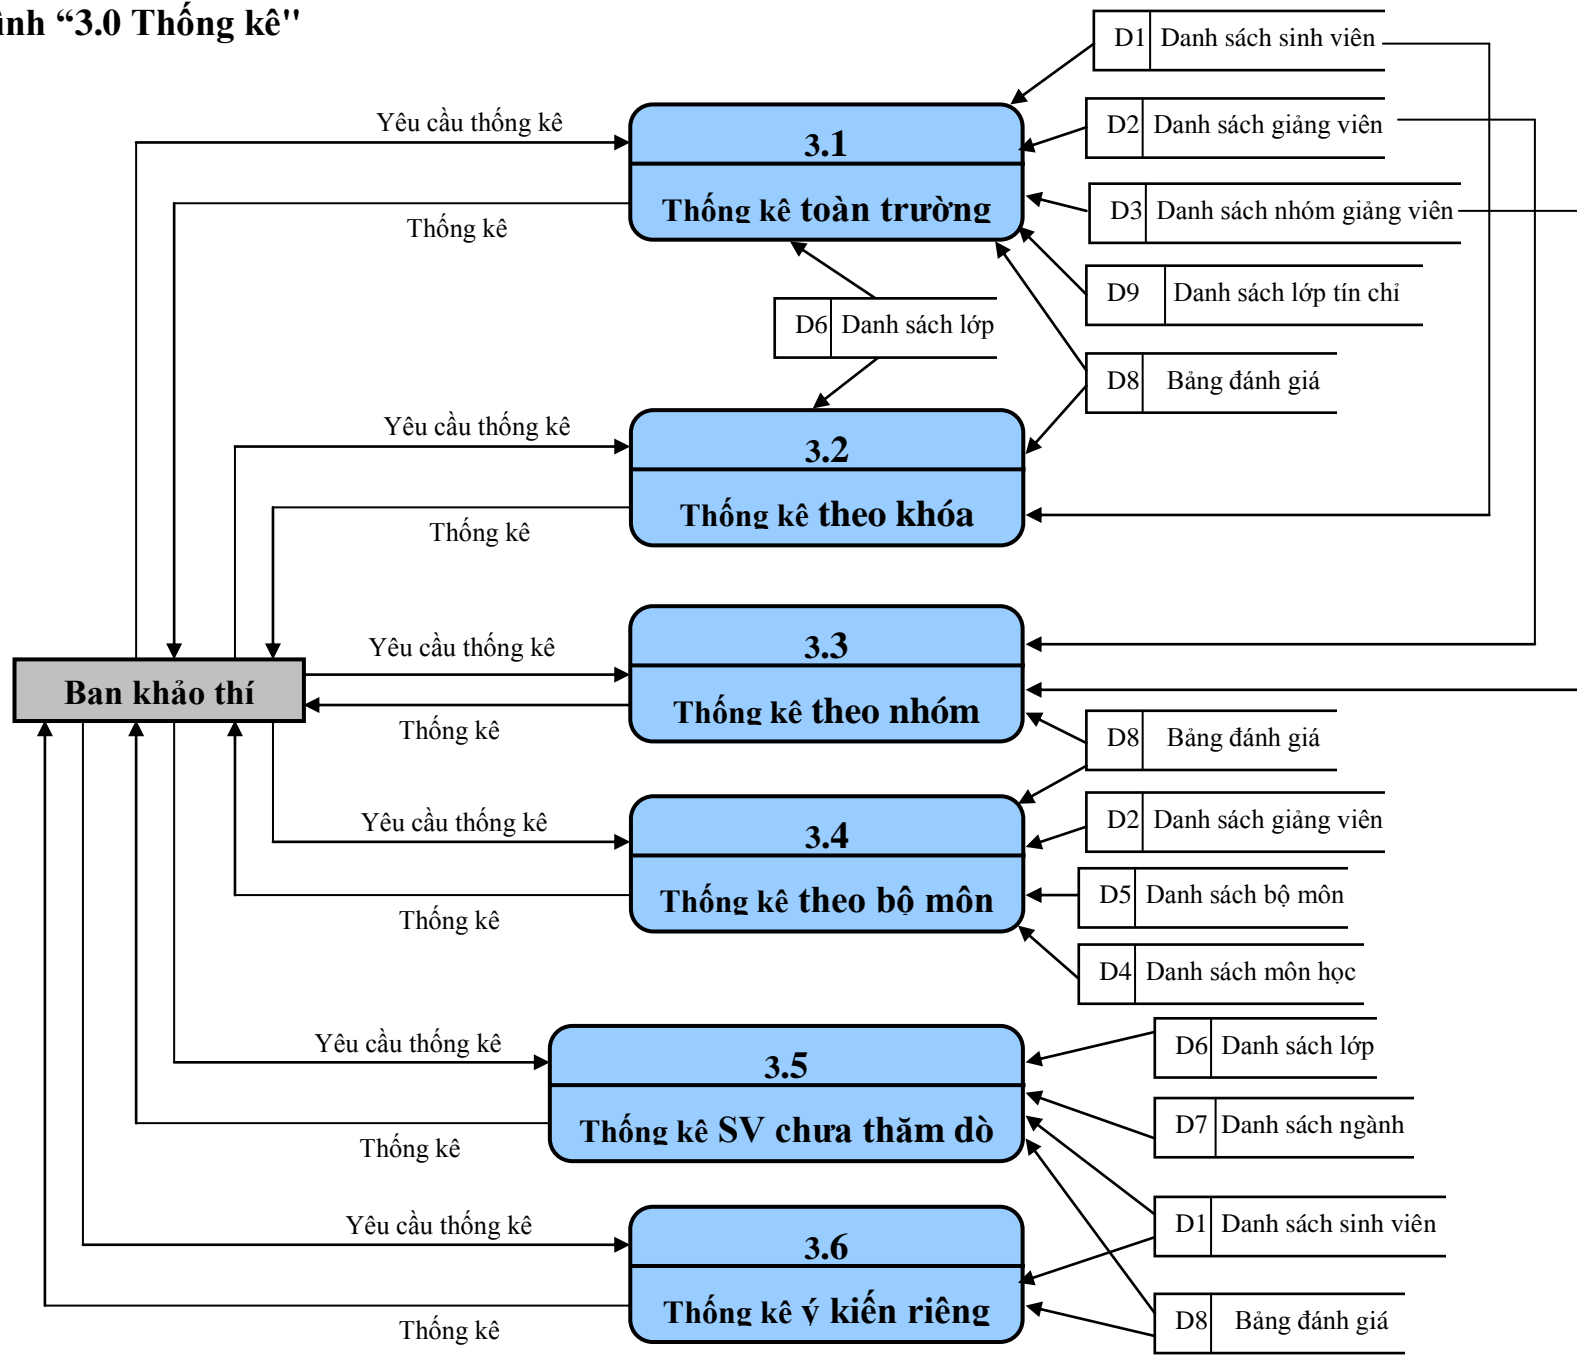 ình “3.0 Thống kê"
D1 Danh sách sinh viên
Yêu cầu thống kê
D2 Danh sách giảng viên
3.1
Thống kê toàn trường
D3 Danh sách nhóm giảng viên
Thống kê
D9 Danh sách lớp tín chỉ
D6 Danh sách lớp
D8 Bảng đánh giá
Yêu cầu thống kê
3.2
Thống kê theo khóa
Thống kê
Yêu cầu thống kê
3.3
Ban khảo thí
Thống kê theo nhóm
Thống kê
D8 Bảng đánh giá
Yêu cầu thống kê
3.4
D2 Danh sách giảng viên
Thống kê theo bộ môn
D5 Danh sách bộ môn
Thống kê
D4 Danh sách môn học
Yêu cầu thống kê
D6 Danh sách lớp
3.5
Thống kê SV chưa thăm dò
D7 Danh sách ngành
Thống kê
Yêu cầu thống kê
D1 Danh sách sinh viên
3.6
Thống kê ý kiến riêng
Thống kê
D8 Bảng đánh giá